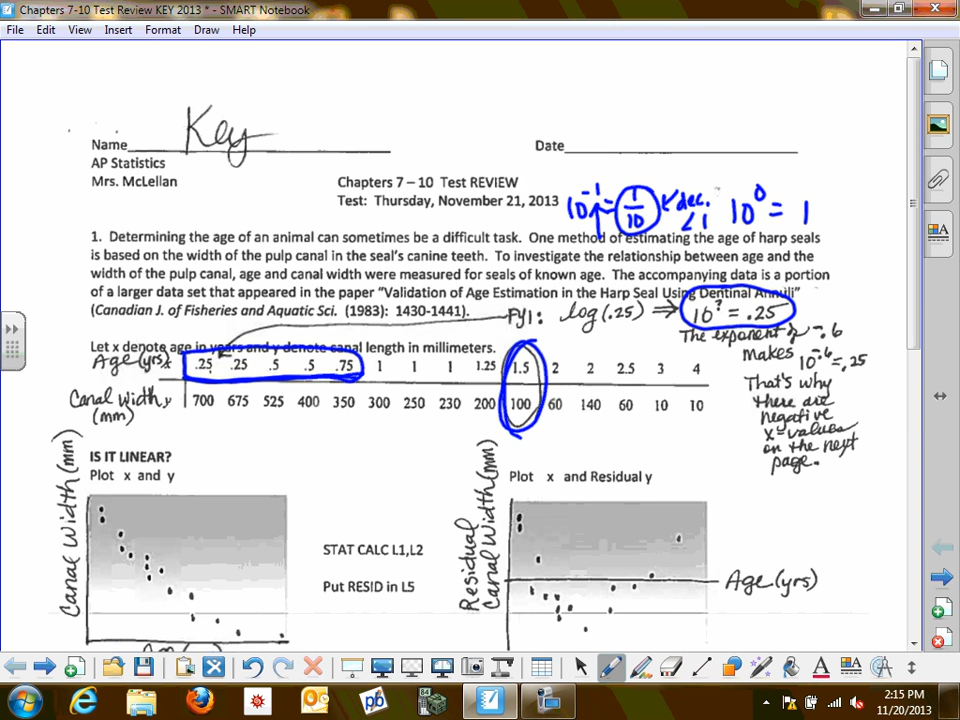 Chapters 7-10 Test Review KEY 2013 * - SMART Notebook
File Edit View Insert Format Draw Help
Name Key Date
AP Statistics
Mrs. McLellan
Chapters 7 – 10 Test REVIEW
Test: Thursday, November 21, 2013
10^-1 = 1/10 dec. < 1 10^0 = 1
1. Determining the age of an animal can sometimes be a difficult task. One method of estimating the age of harp seals
is based on the width of the pulp canal in the seal's canine teeth. To investigate the relationship between age and the
width of the pulp canal, age and canal width were measured for seals of known age. The accompanying data is a portion
of a larger data set that appeared in the paper "Validation of Age Estimation in the Harp Seal Using Dentinal Annuli"
(Canadian J. of Fisheries and Aquatic Sci. (1983): 1430-1441).
FYI: log(.25) ⇒ 10^? = .25
Let x denote age in years and y denote canal length in millimeters.
The exponent of -.6
Makes 10^-.6 = .25
That's why
there are
negative
x-values
on the next
page.
Age (yrs) x .25 .25 .5 .5 .75 1 1 1 1.25 1.5 2 2 2.5 3 4
Canal Width y 700 675 525 400 350 300 250 230 200 100 60 140 60 10 10
(mm)
IS IT LINEAR?
Plot x and y
Canal Width (mm)
STAT CALC L1,L2
Put RESID in L5
Plot x and Residual y
Residual
Canal Width (mm)
Age (yrs)
2:15 PM
11/20/2013